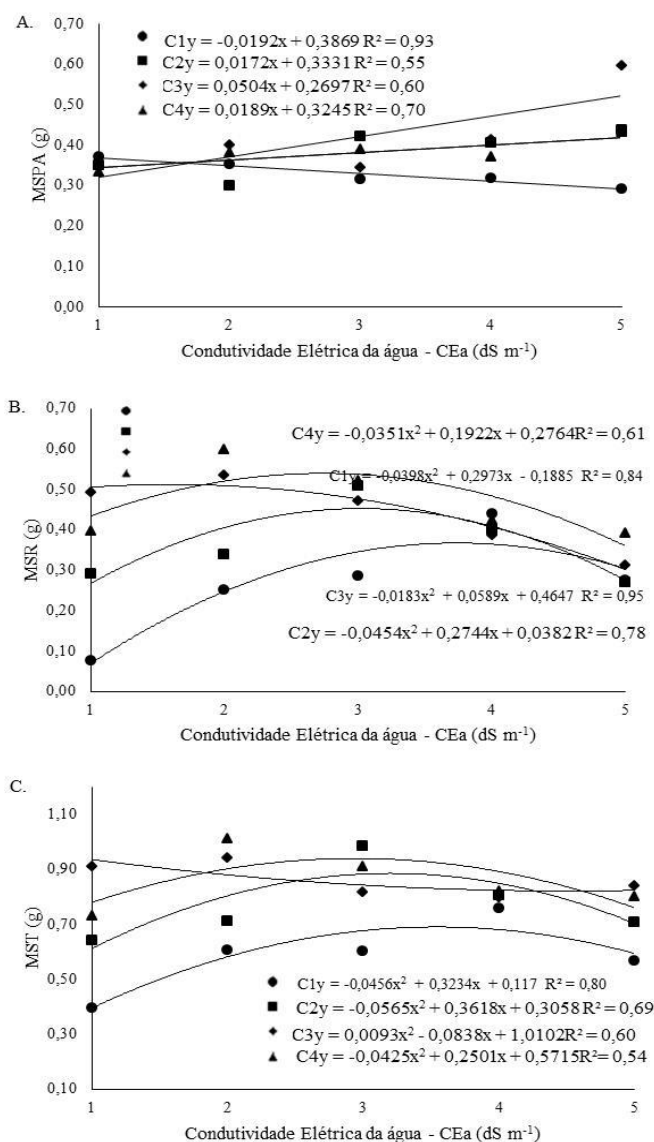 A.
0,70
C1y = -0,0192x + 0,3869 R² = 0,93
0,60
C2y = 0,0172x + 0,3331 R² = 0,55
C3y = 0,0504x + 0,2697 R² = 0,60
0,50
C4y = 0,0189x + 0,3245 R² = 0,70
0,40
0,30
0,20
0,10
0,00
MSPA (g)
1 2 3 4 5
Condutividade Elétrica da água - CEa (dS m⁻¹)
B.
0,70
C4y = -0,0351x² + 0,1922x + 0,2764 R² = 0,61
0,60
C1y = -0,0398x² + 0,2973x - 0,1885 R² = 0,84
0,50
0,40
0,30
C3y = -0,0183x² + 0,0589x + 0,4647 R² = 0,95
0,20
C2y = -0,0454x² + 0,2744x + 0,0382 R² = 0,78
0,10
0,00
MSR (g)
1 2 3 4 5
Condutividade Elétrica da água - CEa (dS m⁻¹)
C.
1,10
0,90
0,70
0,50
C1y = -0,0456x² + 0,3234x + 0,117 R² = 0,80
C2y = -0,0565x² + 0,3618x + 0,3058 R² = 0,69
0,30
C3y = 0,0093x² - 0,0838x + 1,0102 R² = 0,60
C4y = -0,0425x² + 0,2501x + 0,5715 R² = 0,54
0,10
MST (g)
1 2 3 4 5
Condutividade Elétrica da água - CEa (dS m⁻¹)